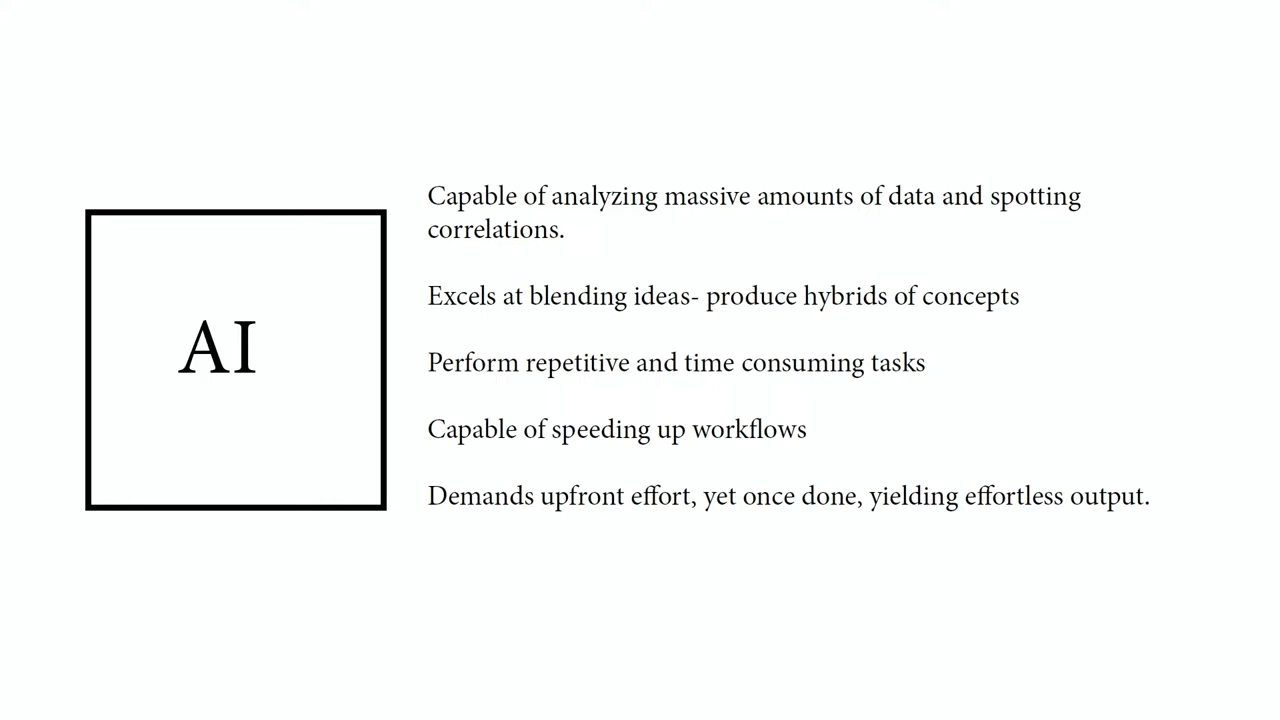 AI
Capable of analyzing massive amounts of data and spotting
correlations.
Excels at blending ideas- produce hybrids of concepts
Perform repetitive and time consuming tasks
Capable of speeding up workflows
Demands upfront effort, yet once done, yielding effortless output.